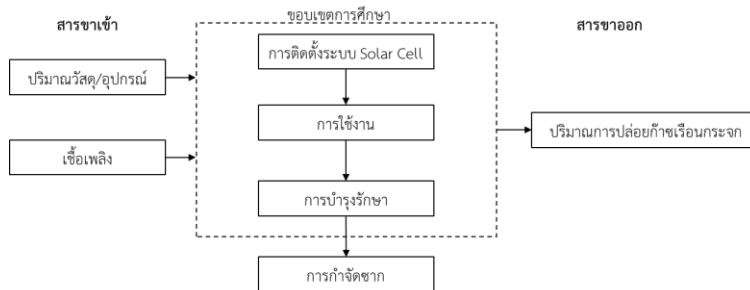 ขอบเขตการศึกษา
สารขาเข้า
สารขาออก
การติดตั้งระบบ Solar Cell
ปริมาณวัสดุ/อุปกรณ์
การใช้งาน
ปริมาณการปล่อยก๊าซเรือนกระจก
เชื้อเพลิง
การบำรุงรักษา
การกำจัดซาก